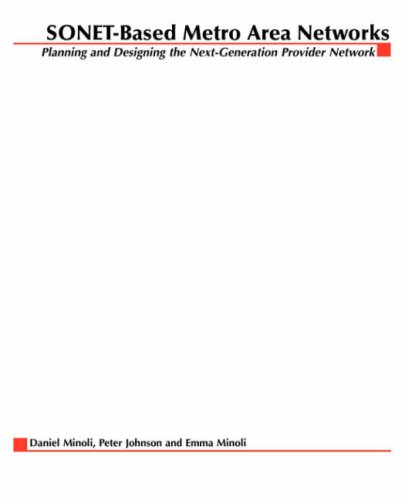 SONET-Based Metro Area Networks
Planning and Designing the Next-Generation Provider Network
Daniel Minoli, Peter Johnson and Emma Minoli